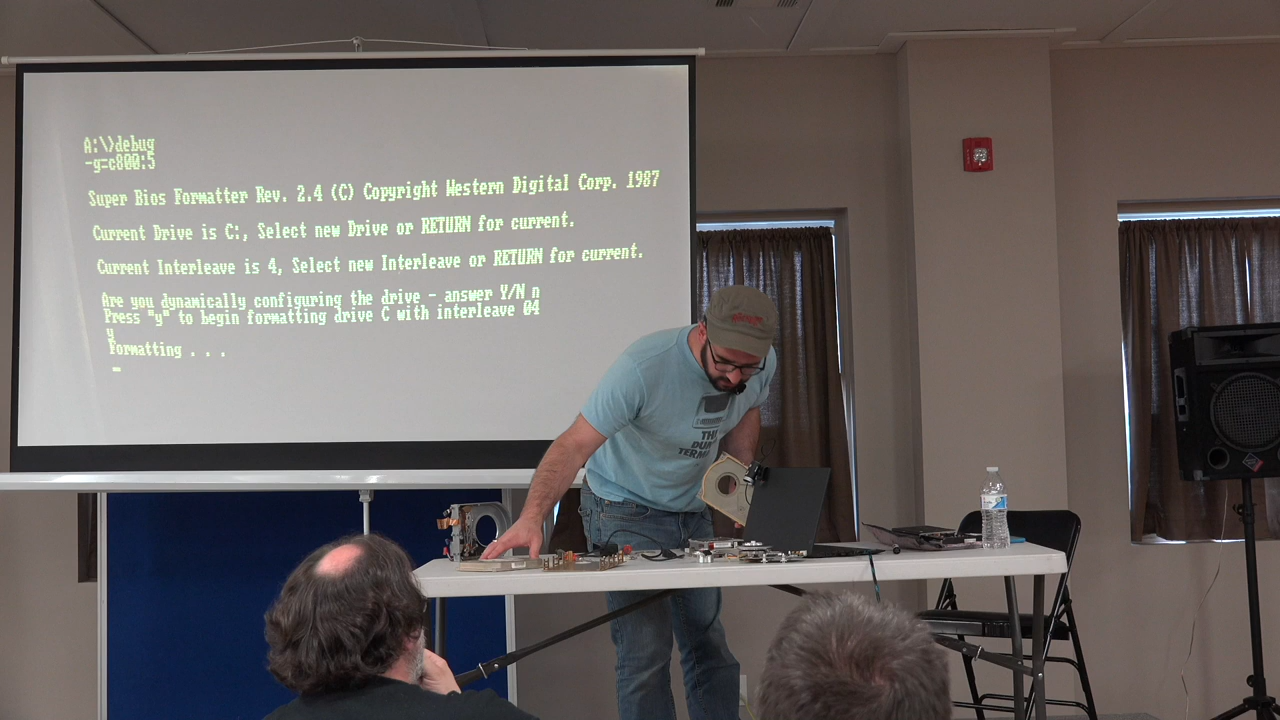 A:\>debug
-g=c800:5
Super Bios Formatter Rev. 2.4 (C) Copyright Western Digital Corp. 1987
Current Drive is C:, Select new Drive or RETURN for current.
Current Interleave is 4, Select new Interleave or RETURN for current.
Are you dynamically configuring the drive - answer Y/N n
Press "y" to begin formatting drive C with interleave 04
y
Formatting . . .